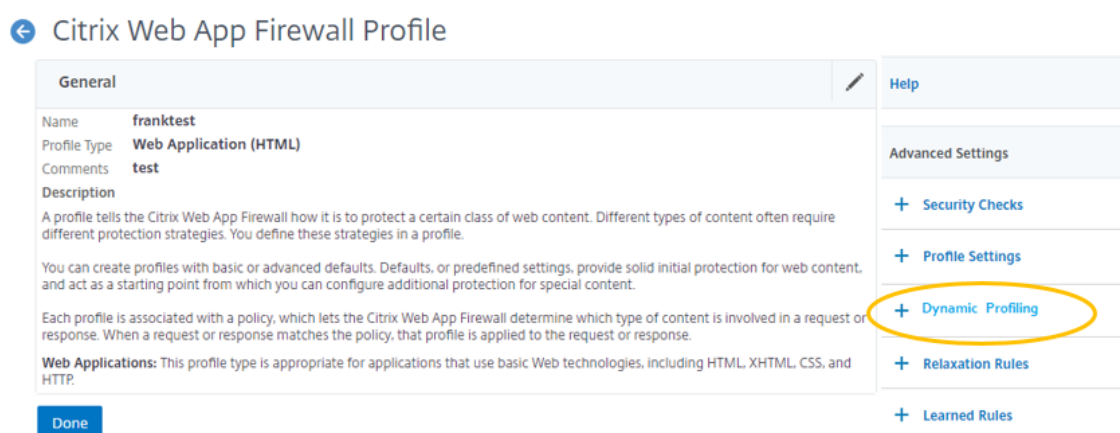 Citrix Web App Firewall Profile
General
Name franktest
Profile Type Web Application (HTML)
Comments test
Description
A profile tells the Citrix Web App Firewall how it is to protect a certain class of web content. Different types of content often require
different protection strategies. You define these strategies in a profile.
You can create profiles with basic or advanced defaults. Defaults, or predefined settings, provide solid initial protection for web content,
and act as a starting point from which you can configure additional protection for special content.
Each profile is associated with a policy, which lets the Citrix Web App Firewall determine which type of content is involved in a request or
response. When a request or response matches the policy, that profile is applied to the request or response.
Web Applications: This profile type is appropriate for applications that use basic Web technologies, including HTML, XHTML, CSS, and
HTTP.
Done
Help
Advanced Settings
+ Security Checks
+ Profile Settings
+ Dynamic Profiling
+ Relaxation Rules
+ Learned Rules